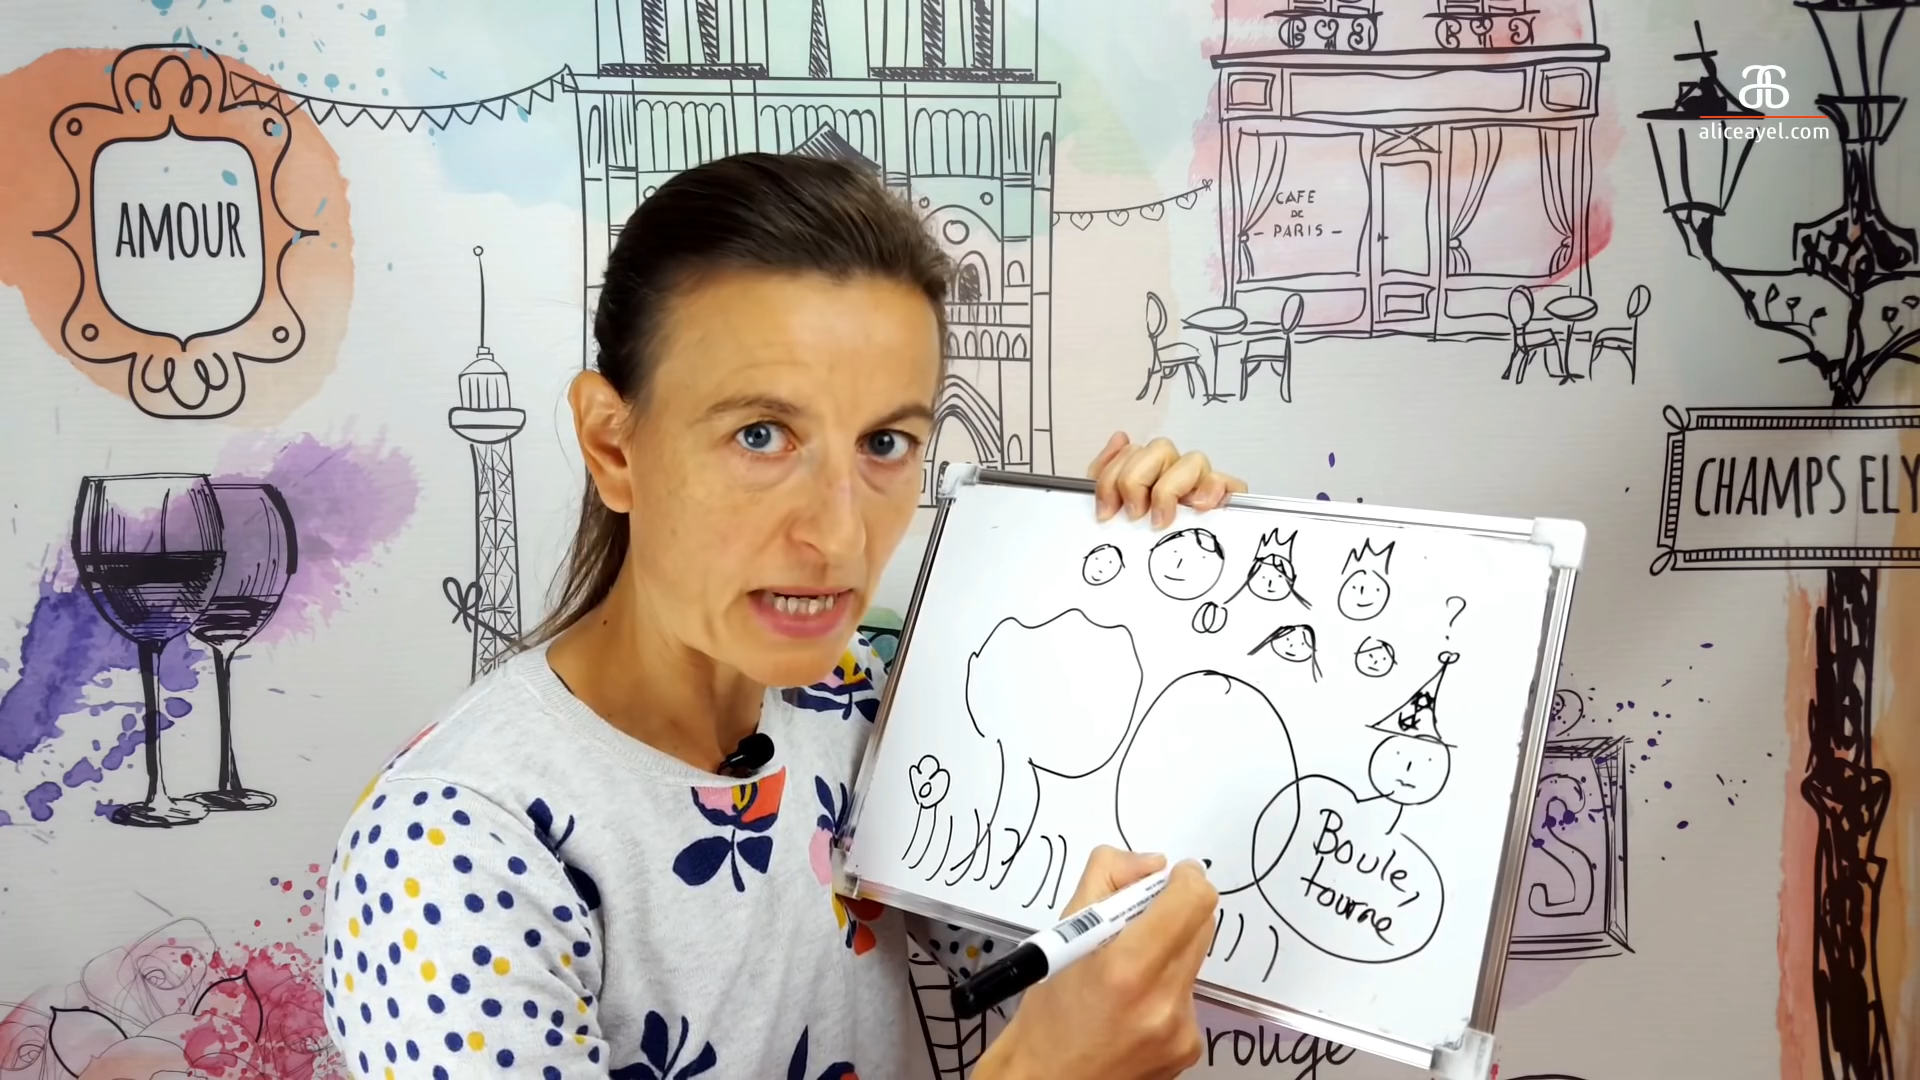 AMOUR
CAFE
DE
- PARIS -
aliceayel.com
CHAMPS ELY
?
Boule,
tourne
S
rouge